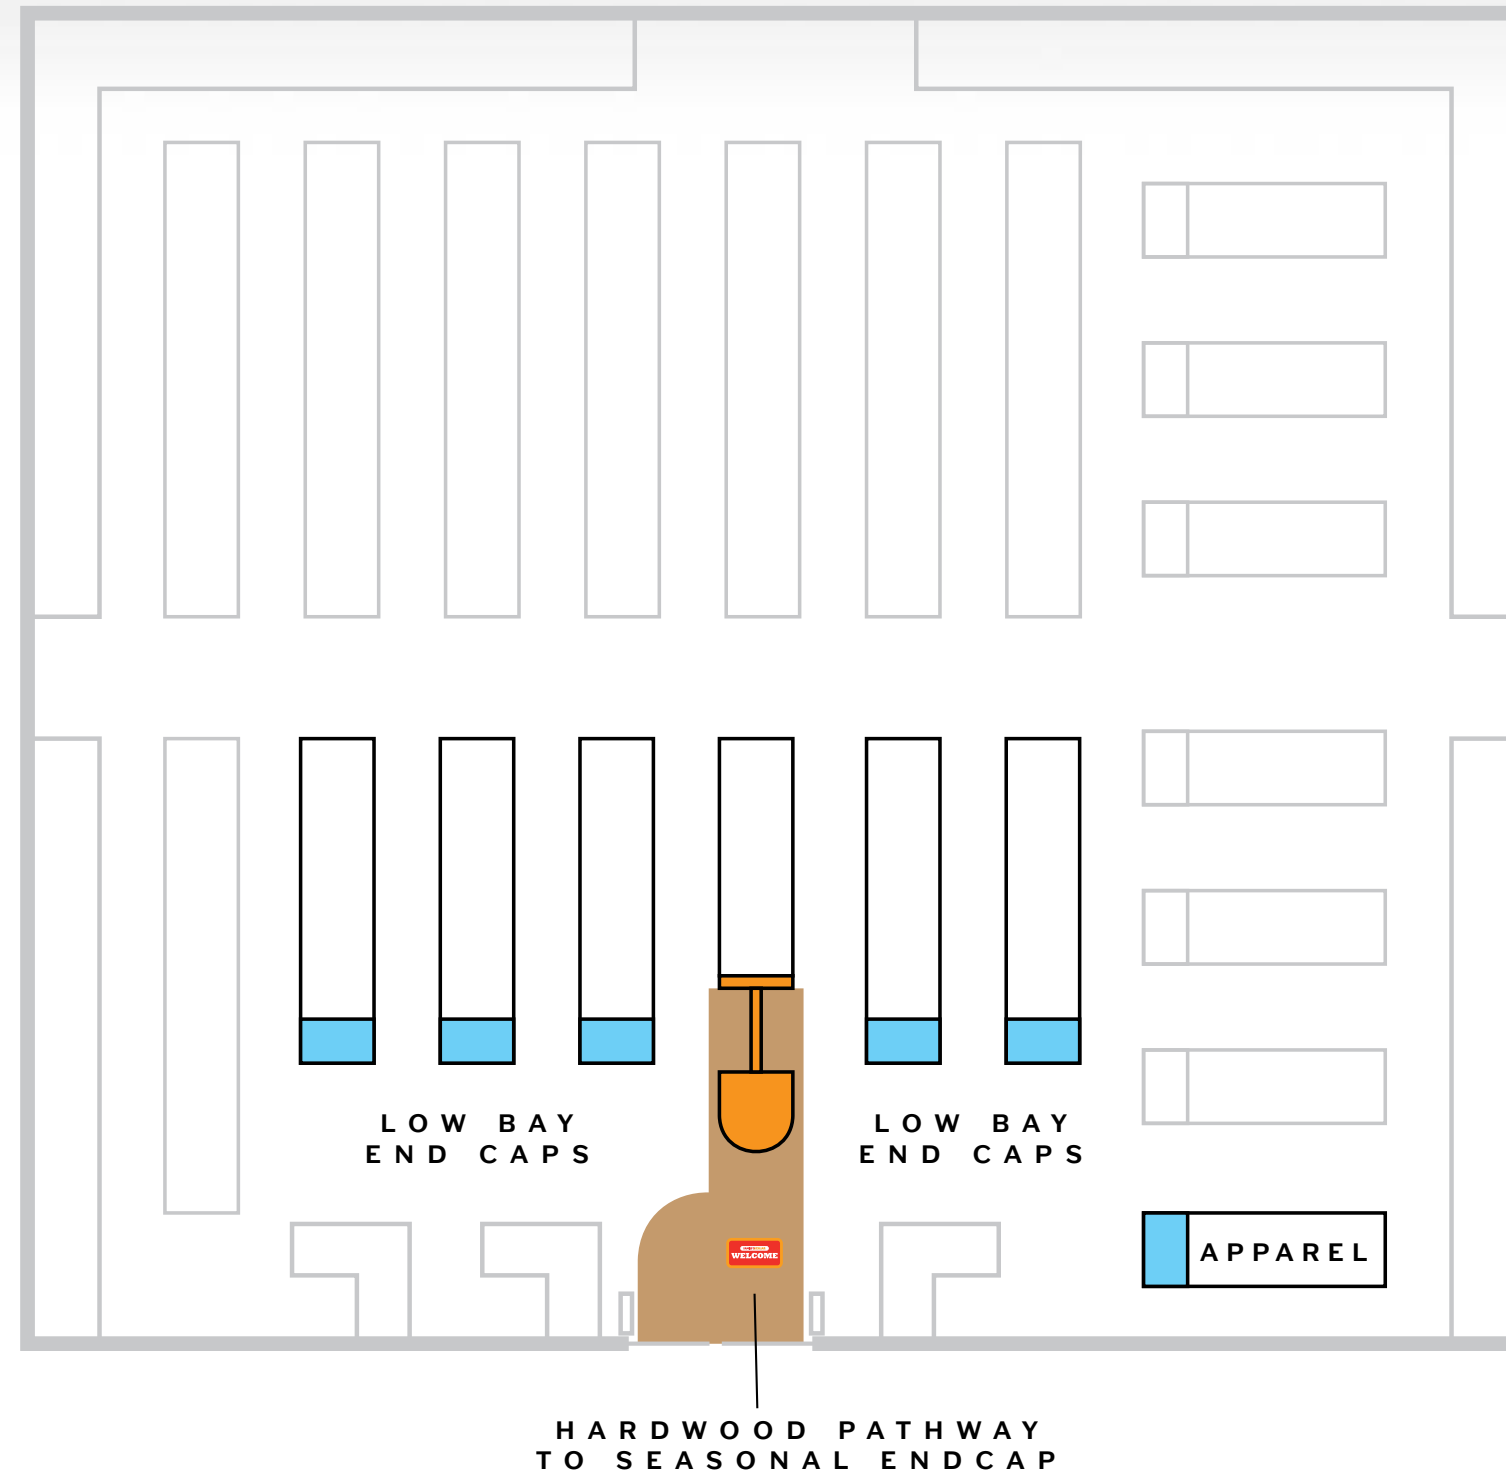 LOW BAY
END CAPS
LOW BAY
END CAPS
WELCOME
APPAREL
HARDWOOD PATHWAY
TO SEASONAL ENDCAP